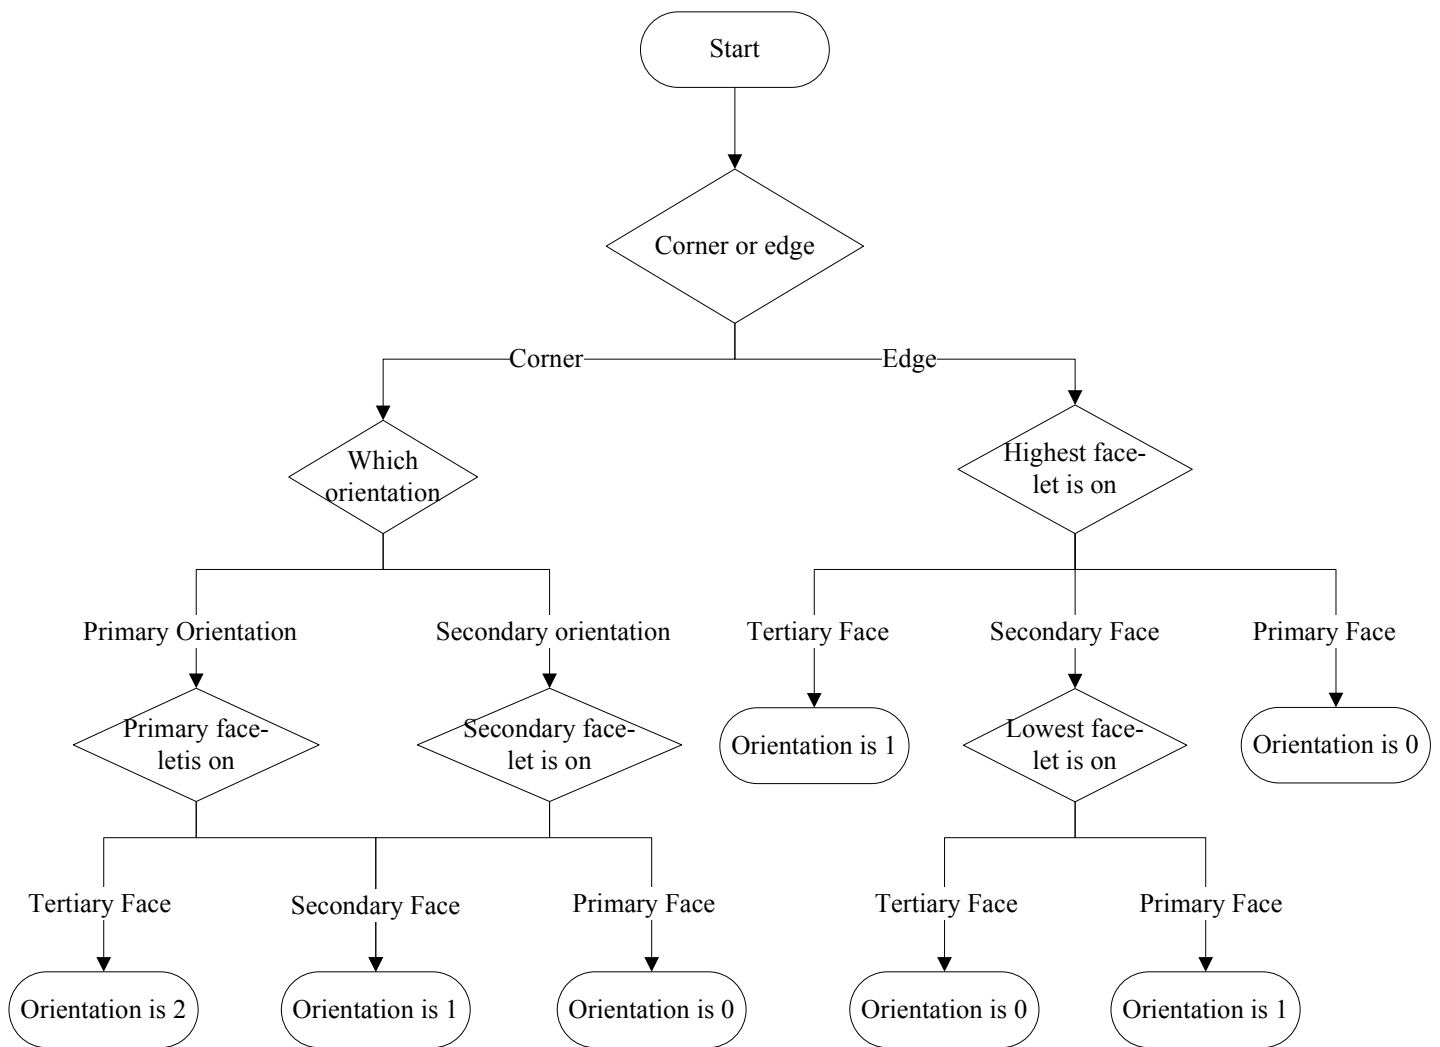 Start
Corner or edge
Corner
Edge
Which
orientation
Highest face-
let is on
Primary Orientation
Secondary orientation
Tertiary Face
Secondary Face
Primary Face
Primary face-
letis on
Secondary face-
let is on
Orientation is 1
Lowest face-
let is on
Orientation is 0
Tertiary Face
Secondary Face
Primary Face
Tertiary Face
Primary Face
Orientation is 2
Orientation is 1
Orientation is 0
Orientation is 0
Orientation is 1